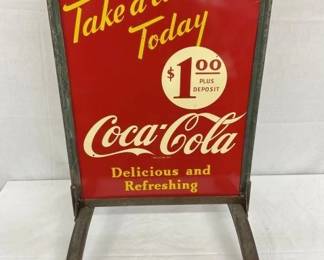 Take a
Today
$1.00
PLUS
DEPOSIT
Coca-Cola
Delicious and
Refreshing